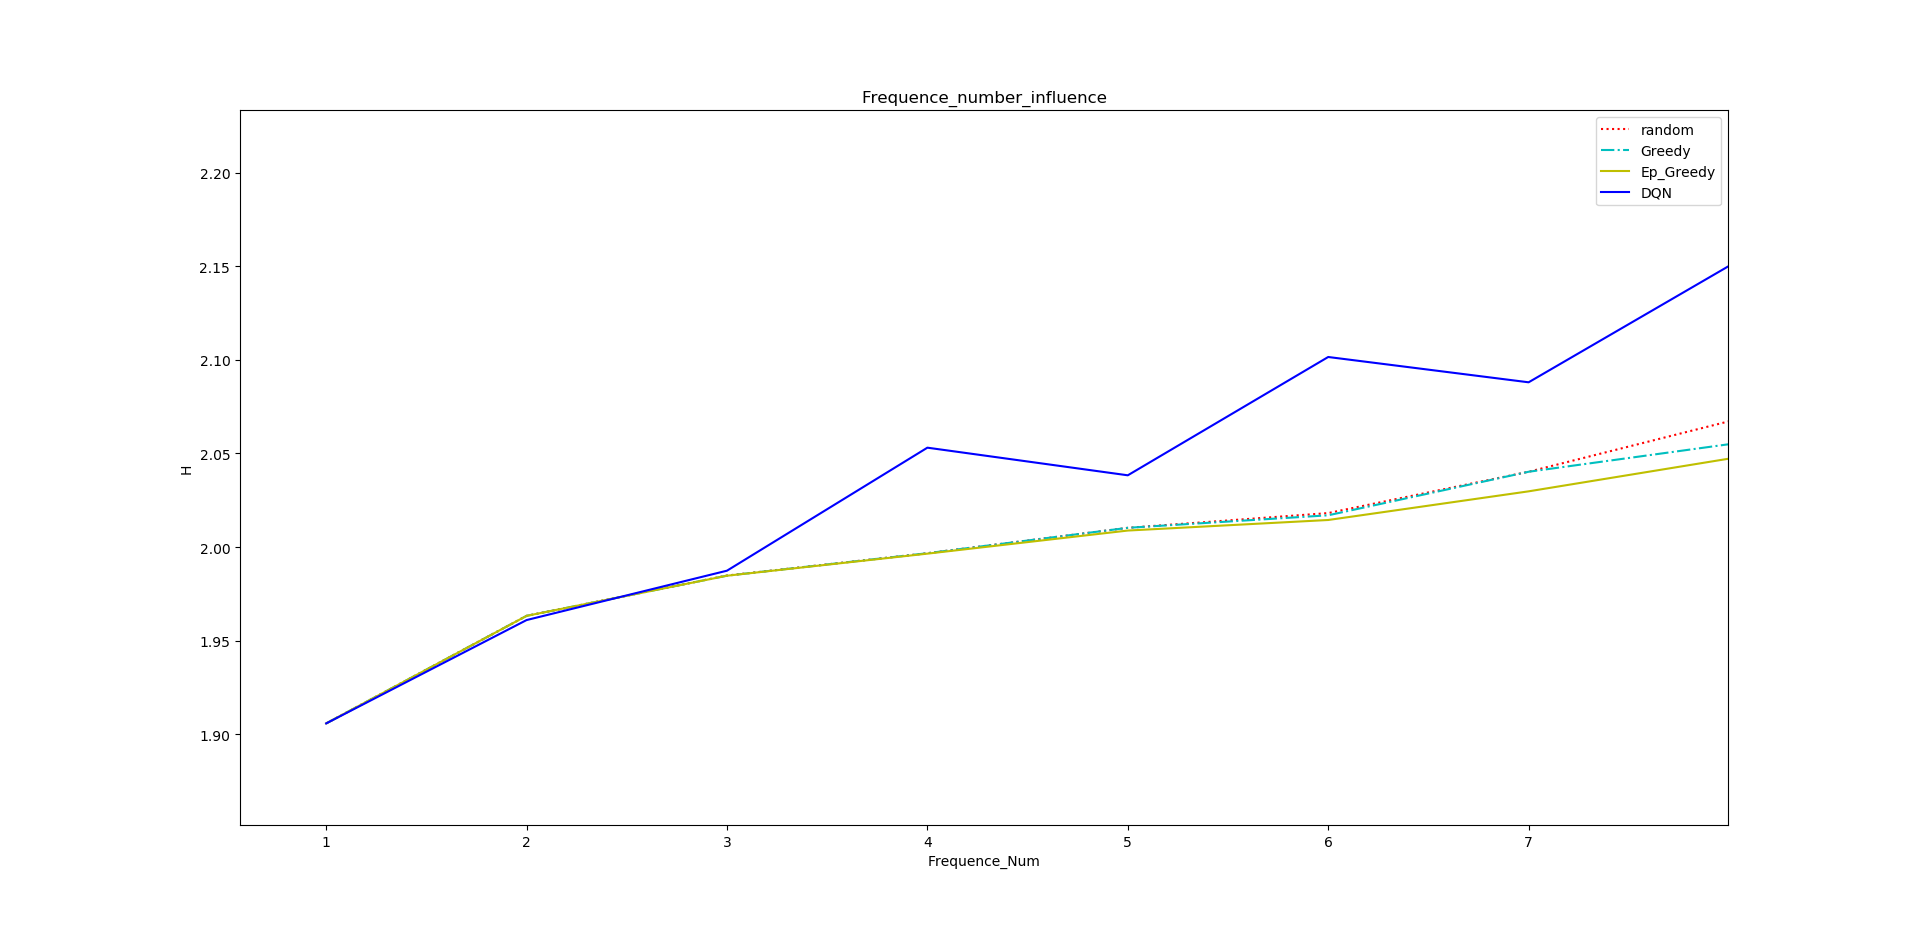 Frequence_number_influence
random
Greedy
Ep_Greedy
DQN
2.20
2.15
2.10
2.05
2.00
1.95
1.90
H
1 2 3 4 5 6 7
Frequence_Num